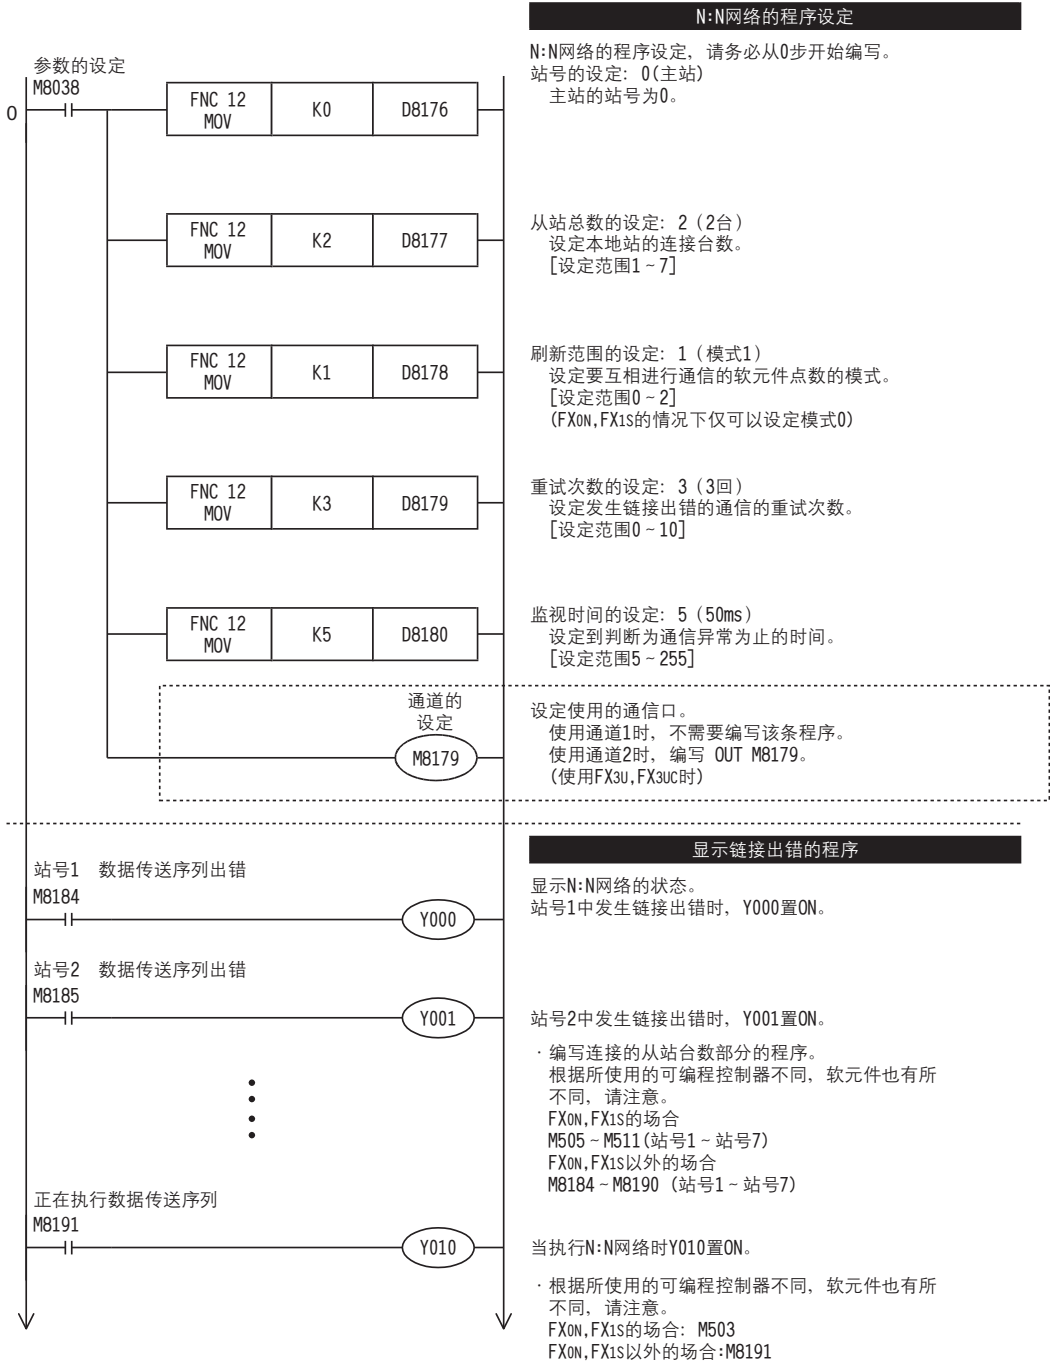 N:N网络的程序设定
N:N网络的程序设定，请务必从0步开始编写。
站号的设定：0(主站)
主站的站号为0。
参数的设定
M8038
0
FNC 12
MOV
K0
D8176
FNC 12
MOV
K2
D8177
从站总数的设定：2（2台）
设定本地站的连接台数。
[设定范围1～7]
FNC 12
MOV
K1
D8178
刷新范围的设定：1（模式1）
设定要互相进行通信的软元件点数的模式。
[设定范围0～2]
(FX0N,FX1S的情况下仅可以设定模式0)
FNC 12
MOV
K3
D8179
重试次数的设定：3（3回）
设定发生链接出错的通信的重试次数。
[设定范围0～10]
FNC 12
MOV
K5
D8180
监视时间的设定：5（50ms）
设定到判断为通信异常为止的时间。
[设定范围5～255]
通道的
设定
M8179
设定使用的通信口。
使用通道1时，不需要编写该条程序。
使用通道2时，编写 OUT M8179。
(使用FX3U,FX3UC时)
显示链接出错的程序
站号1 数据传送序列出错
M8184
Y000
显示N:N网络的状态。
站号1中发生链接出错时，Y000置ON。
站号2 数据传送序列出错
M8185
Y001
站号2中发生链接出错时，Y001置ON。
·编写连接的从站台数部分的程序。
根据所使用的可编程控制器不同，软元件也有所
不同，请注意。
FX0N,FX1S的场合
M505～M511(站号1～站号7)
FX0N,FX1S以外的场合
M8184～M8190 (站号1～站号7)
正在执行数据传送序列
M8191
Y010
当执行N:N网络时Y010置ON。
·根据所使用的可编程控制器不同，软元件也有所
不同，请注意。
FX0N,FX1S的场合：M503
FX0N,FX1S以外的场合:M8191